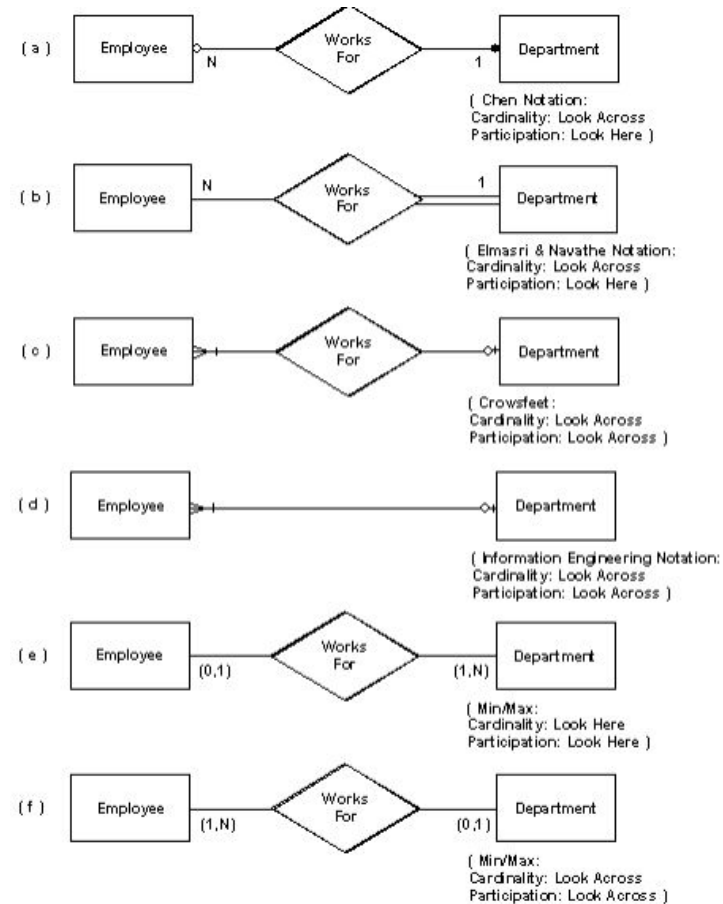 ( a )
Employee
N
Works
For
1
Department
( Chen Notation:
Cardinality: Look Across
Participation: Look Here )
( b )
Employee
N
Works
For
1
Department
( Elmasri & Navathe Notation:
Cardinality: Look Across
Participation: Look Here )
( c )
Employee
Works
For
Department
( Crowsfeet:
Cardinality: Look Across
Participation: Look Across )
( d )
Employee
Department
( Information Engineering Notation:
Cardinality: Look Across
Participation: Look Across )
( e )
Employee
(0,1)
Works
For
(1,N)
Department
( Min/Max:
Cardinality: Look Here
Participation: Look Here )
( f )
Employee
(1,N)
Works
For
(0,1)
Department
( Min/Max:
Cardinality: Look Across
Participation: Look Across )